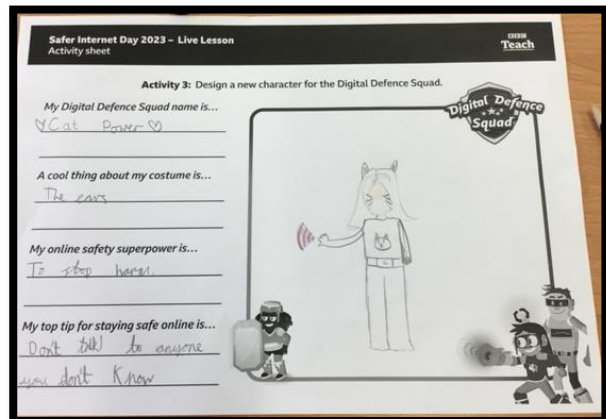 Safer Internet Day 2023 – Live Lesson
Activity sheet
BBC
Teach
Activity 3: Design a new character for the Digital Defence Squad.
Digital Defence
Squad
My Digital Defence Squad name is...
♡Cat Power♡
A cool thing about my costume is...
The ears
My online safety superpower is...
To stop harm.
My top tip for staying safe online is...
Don't talk to anyone
you don't know